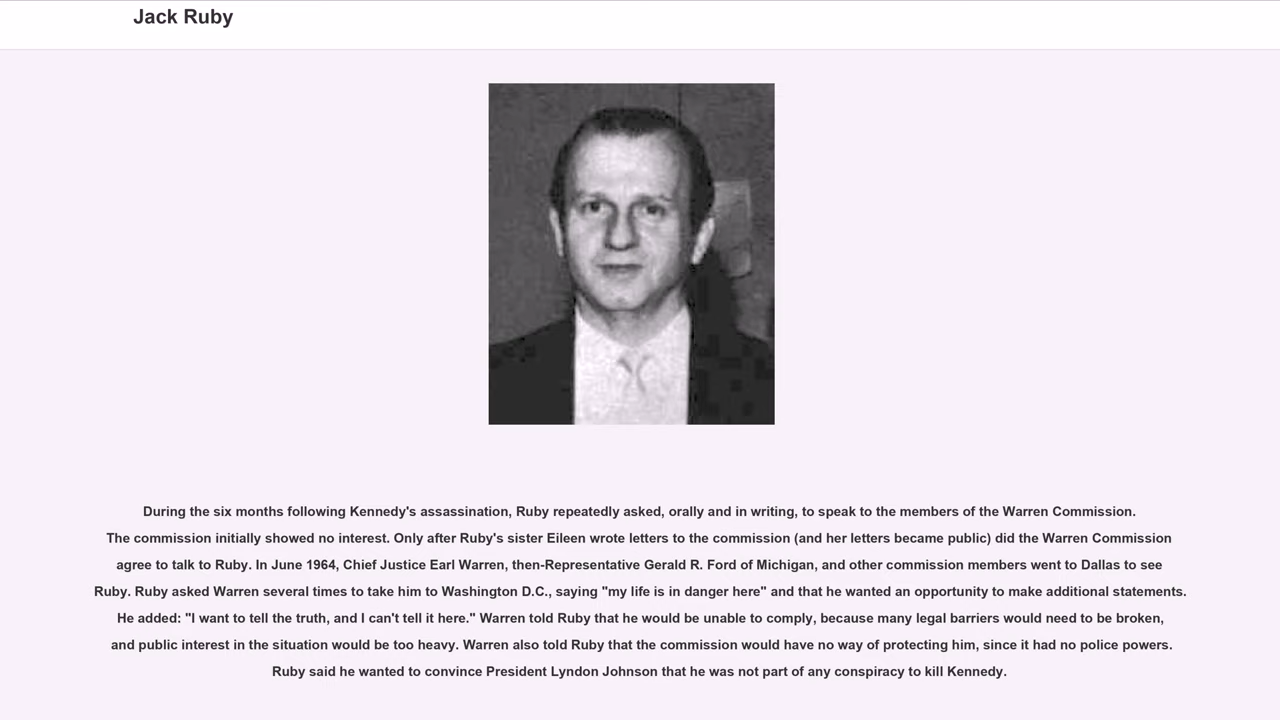 Jack Ruby
During the six months following Kennedy's assassination, Ruby repeatedly asked, orally and in writing, to speak to the members of the Warren Commission.
The commission initially showed no interest. Only after Ruby's sister Eileen wrote letters to the commission (and her letters became public) did the Warren Commission
agree to talk to Ruby. In June 1964, Chief Justice Earl Warren, then-Representative Gerald R. Ford of Michigan, and other commission members went to Dallas to see
Ruby. Ruby asked Warren several times to take him to Washington D.C., saying "my life is in danger here" and that he wanted an opportunity to make additional statements.
He added: "I want to tell the truth, and I can't tell it here." Warren told Ruby that he would be unable to comply, because many legal barriers would need to be broken,
and public interest in the situation would be too heavy. Warren also told Ruby that the commission would have no way of protecting him, since it had no police powers.
Ruby said he wanted to convince President Lyndon Johnson that he was not part of any conspiracy to kill Kennedy.